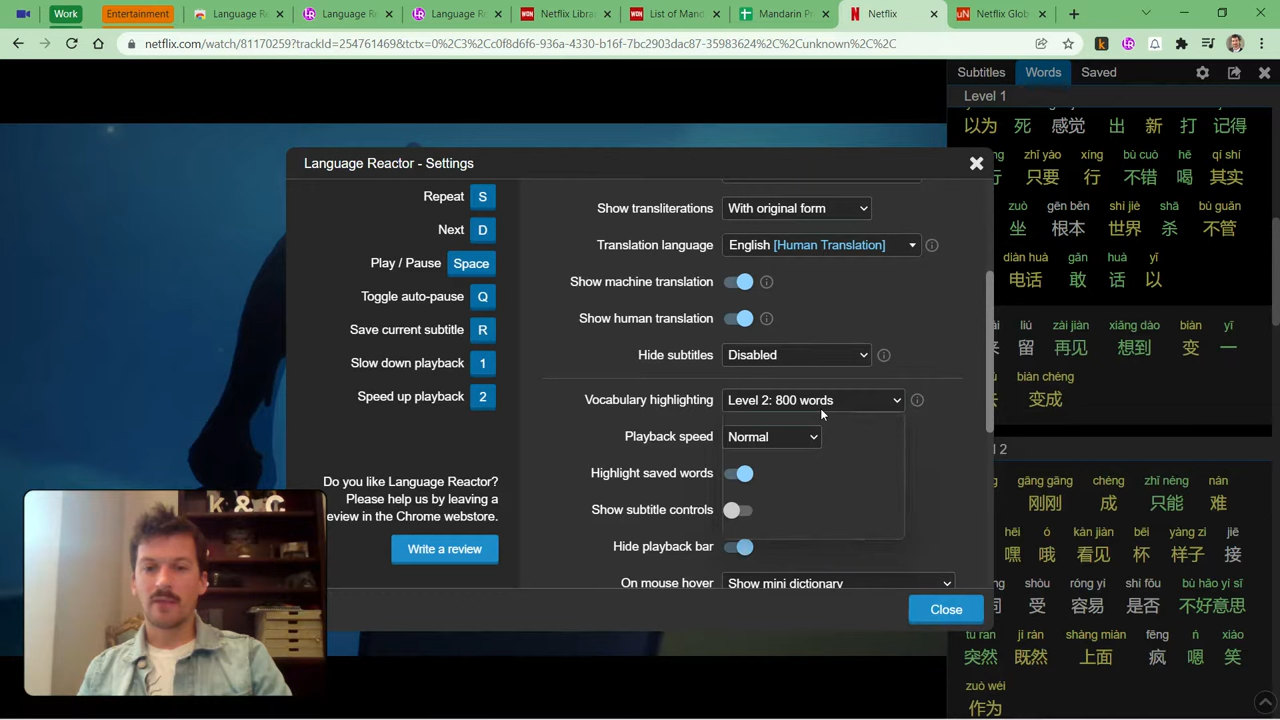 Work
Entertainment
Language Re
Language Rea
Language Rea
Netflix Librar
List of Mand
Mandarin Pr
Netflix
Netflix Glob
netflix.com/watch/81170259?trackId=254761469&tctx=0%2C3%2Cc0f8d6f6-936a-4330-b16f-7bc2903dac87-35983624%2C%2Cunknown%2C%2C
Subtitles Words Saved
Level 1
以为 死 感觉 出 新 打 记得
zhī yào xíng bú cuò hē qí shí
行 只要 行 不错 喝 其实
zuò gēn běn shì jiè shā bù guǎn
坐 根本 世界 杀 不管
diàn huà gǎn huà yǐ
电话 敢 话 以
liú zài jiàn xiǎng dào biàn yī
留 再见 想到 变 一
biàn chéng
变成
gāng gāng chéng zhǐ néng nán
刚刚 成 只能 难
hēi ó kàn jiàn bēi yàng zi jiē
嘿 哦 看见 杯 样子 接
shòu róng yì shì fǒu bù hǎo yì sī
受 容易 是否 不好意思
tū rán jì rán shàng miàn fēng ń xiào
突然 既然 上面 疯 嗯 笑
zuò wéi
作为
Language Reactor - Settings
Repeat S
Next D
Play / Pause Space
Toggle auto-pause Q
Save current subtitle R
Slow down playback 1
Speed up playback 2
Do you like Language Reactor?
Please help us by leaving a
review in the Chrome webstore.
Write a review
Show transliterations With original form
Translation language English [Human Translation]
Show machine translation
Show human translation
Hide subtitles Disabled
Vocabulary highlighting Level 2: 800 words
Playback speed Normal
Highlight saved words
Show subtitle controls
Hide playback bar
On mouse hover Show mini dictionary
Close
k & C